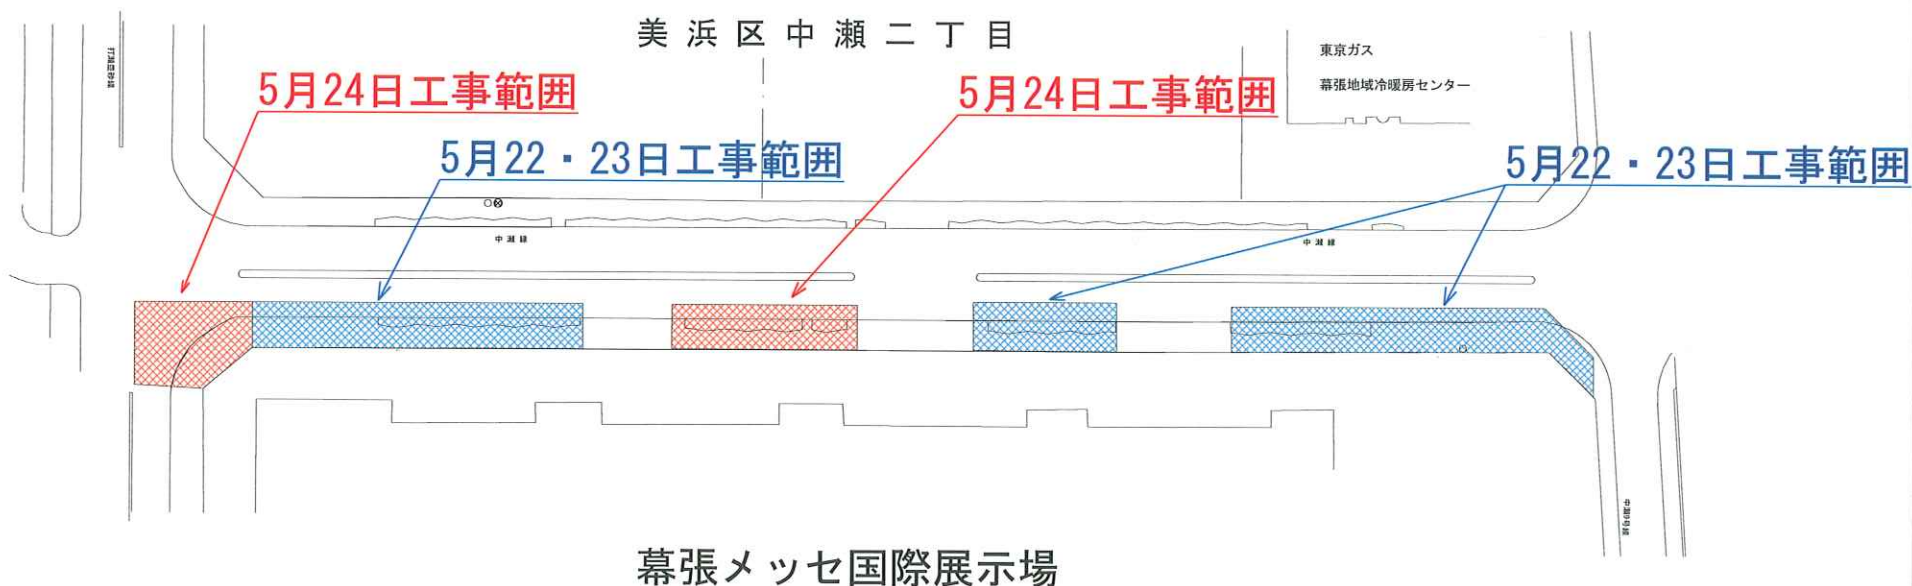 美浜区中瀬二丁目
東京ガス
幕張地域冷暖房センター
5月24日工事範囲
5月24日工事範囲
5月22・23日工事範囲
5月22・23日工事範囲
中瀬線
中瀬線
幕張メッセ国際展示場